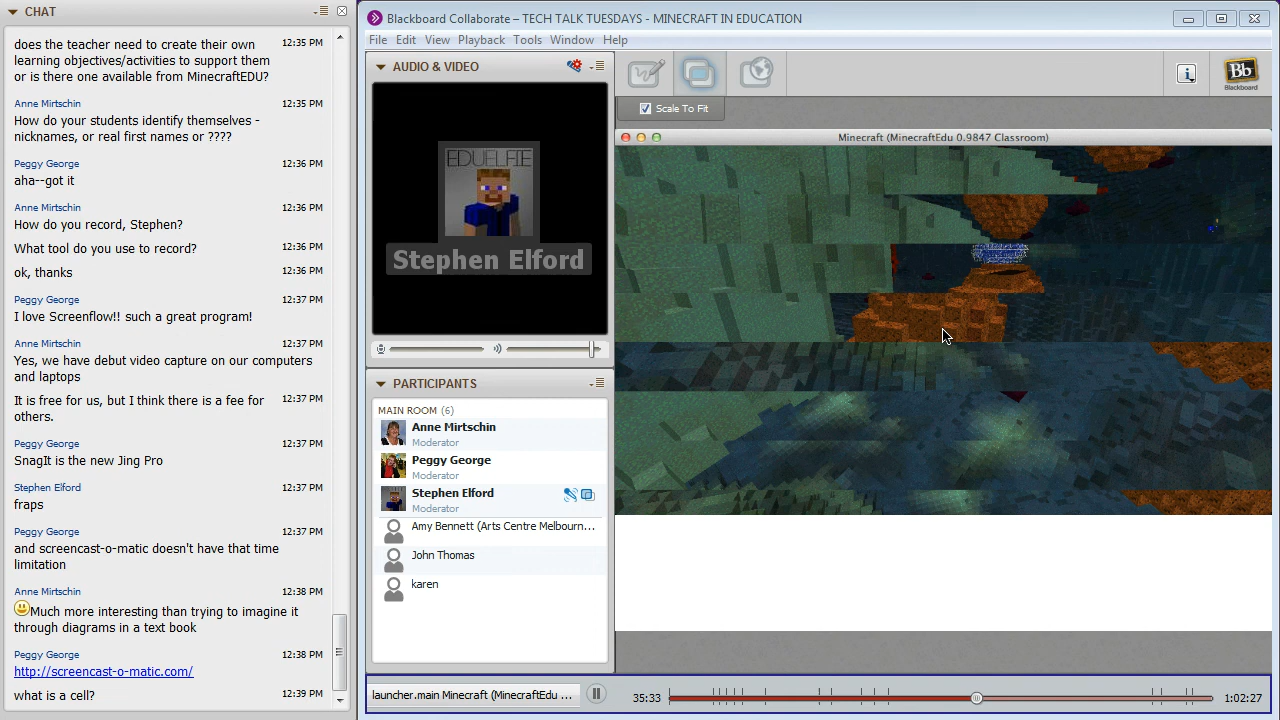 CHAT
does the teacher need to create their own 12:35 PM
learning objectives/activities to support them
or is there one available from MinecraftEDU?
Anne Mirtschin 12:35 PM
How do your students identify themselves -
nicknames, or real first names or ????
Peggy George 12:36 PM
aha--got it
Anne Mirtschin 12:36 PM
How do you record, Stephen?
What tool do you use to record? 12:36 PM
ok, thanks 12:36 PM
Peggy George 12:37 PM
I love Screenflow!! such a great program!
Anne Mirtschin 12:37 PM
Yes, we have debut video capture on our computers
and laptops
It is free for us, but I think there is a fee for 12:37 PM
others.
Peggy George 12:37 PM
SnagIt is the new Jing Pro
Stephen Elford 12:37 PM
fraps
Peggy George 12:37 PM
and screencast-o-matic doesn't have that time
limitation
Anne Mirtschin 12:38 PM
Much more interesting than trying to imagine it
through diagrams in a text book
Peggy George 12:38 PM
http://screencast-o-matic.com/
what is a cell? 12:39 PM
Blackboard Collaborate – TECH TALK TUESDAYS - MINECRAFT IN EDUCATION
File Edit View Playback Tools Window Help
AUDIO & VIDEO
EDUELFIE
Stephen Elford
PARTICIPANTS
MAIN ROOM (6)
Anne Mirtschin
Moderator
Peggy George
Moderator
Stephen Elford
Moderator
Amy Bennett (Arts Centre Melbourn...
John Thomas
karen
Scale To Fit
i
Bb
Blackboard
Minecraft (MinecraftEdu 0.9847 Classroom)
launcher.main Minecraft (MinecraftEdu ...
35:33
1:02:27